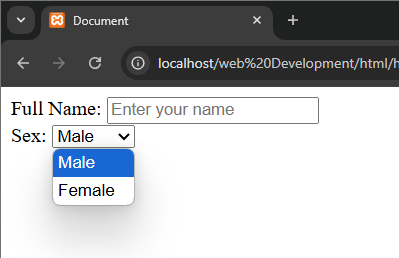 Document
localhost/web%20Development/html/h
Full Name: Enter your name
Sex: Male
Male
Female